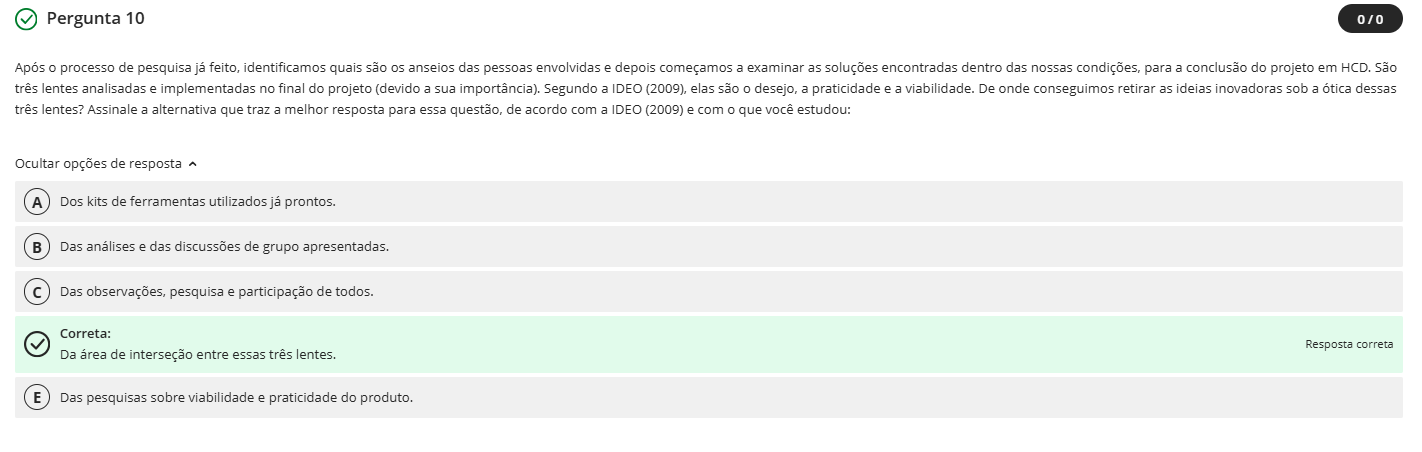 Pergunta 10
0 / 0
Após o processo de pesquisa já feito, identificamos quais são os anseios das pessoas envolvidas e depois começamos a examinar as soluções encontradas dentro das nossas condições, para a conclusão do projeto em HCD. São
três lentes analisadas e implementadas no final do projeto (devido a sua importância). Segundo a IDEO (2009), elas são o desejo, a praticidade e a viabilidade. De onde conseguimos retirar as ideias inovadoras sob a ótica dessas
três lentes? Assinale a alternativa que traz a melhor resposta para essa questão, de acordo com a IDEO (2009) e com o que você estudou:
Ocultar opções de resposta
A Dos kits de ferramentas utilizados já prontos.
B Das análises e das discussões de grupo apresentadas.
C Das observações, pesquisa e participação de todos.
Correta:
Da área de interseção entre essas três lentes.
Resposta correta
E Das pesquisas sobre viabilidade e praticidade do produto.